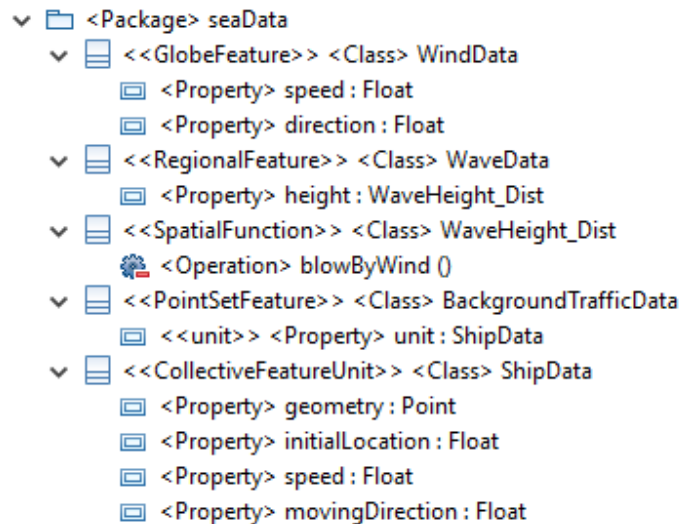 <Package> seaData
<<GlobeFeature>> <Class> WindData
<Property> speed : Float
<Property> direction : Float
<<RegionalFeature>> <Class> WaveData
<Property> height : WaveHeight_Dist
<<SpatialFunction>> <Class> WaveHeight_Dist
<Operation> blowByWind ()
<<PointSetFeature>> <Class> BackgroundTrafficData
<<unit>> <Property> unit : ShipData
<<CollectiveFeatureUnit>> <Class> ShipData
<Property> geometry : Point
<Property> initialLocation : Float
<Property> speed : Float
<Property> movingDirection : Float